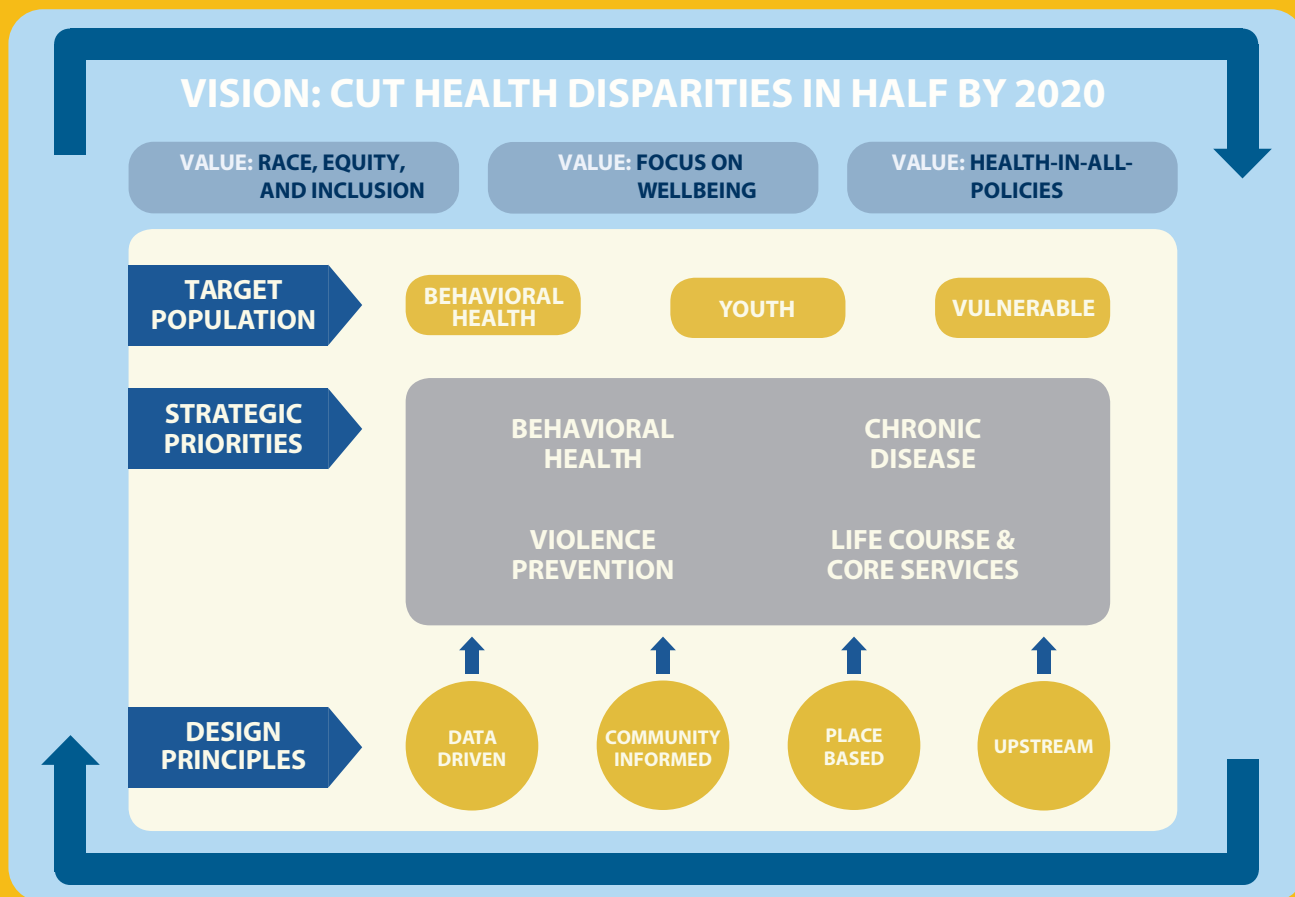 VISION: CUT HEALTH DISPARITIES IN HALF BY 2020
VALUE: RACE, EQUITY,
AND INCLUSION
VALUE: FOCUS ON
WELLBEING
VALUE: HEALTH-IN-ALL-
POLICIES
TARGET
POPULATION
BEHAVIORAL
HEALTH
YOUTH
VULNERABLE
STRATEGIC
PRIORITIES
BEHAVIORAL
HEALTH
CHRONIC
DISEASE
VIOLENCE
PREVENTION
LIFE COURSE &
CORE SERVICES
DESIGN
PRINCIPLES
DATA
DRIVEN
COMMUNITY
INFORMED
PLACE
BASED
UPSTREAM